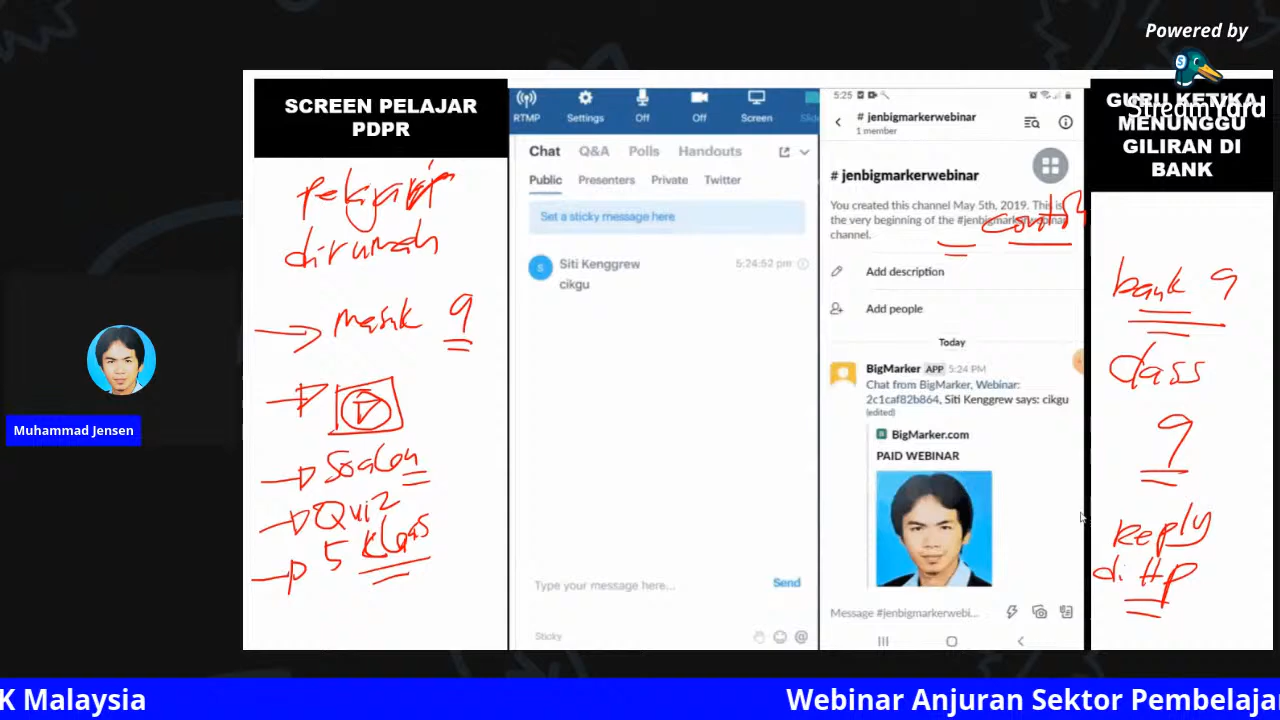 Powered by
StreamYard
SCREEN PELAJAR
PDPR
pelajar
dirumah
masuk 9
Soalan
Quiz
5 klas
RTMP
Settings
Off
Off
Screen
Chat Q&A Polls Handouts
Public Presenters Private Twitter
Set a sticky message here
Siti Kenggrew 5:24:52 pm
cikgu
Type your message here... Send
Sticky
5:25
# jenbigmarkerwebinar
1 member
# jenbigmarkerwebinar
You created this channel May 5th, 2019. This is
the very beginning of the #jenbigmarkerwebinar
channel.
Add description
Add people
Today
BigMarker APP 5:24 PM
Chat from BigMarker, Webinar:
2c1caf82b864, Siti Kenggrew says: cikgu
(edited)
BigMarker.com
PAID WEBINAR
Message #jenbigmarkerwebi...
GURU KETIKA
MENUNGGU
GILIRAN DI
BANK
bank 9
class
9
Reply
di HP
Muhammad Jensen
K Malaysia
Webinar Anjuran Sektor Pembelajar